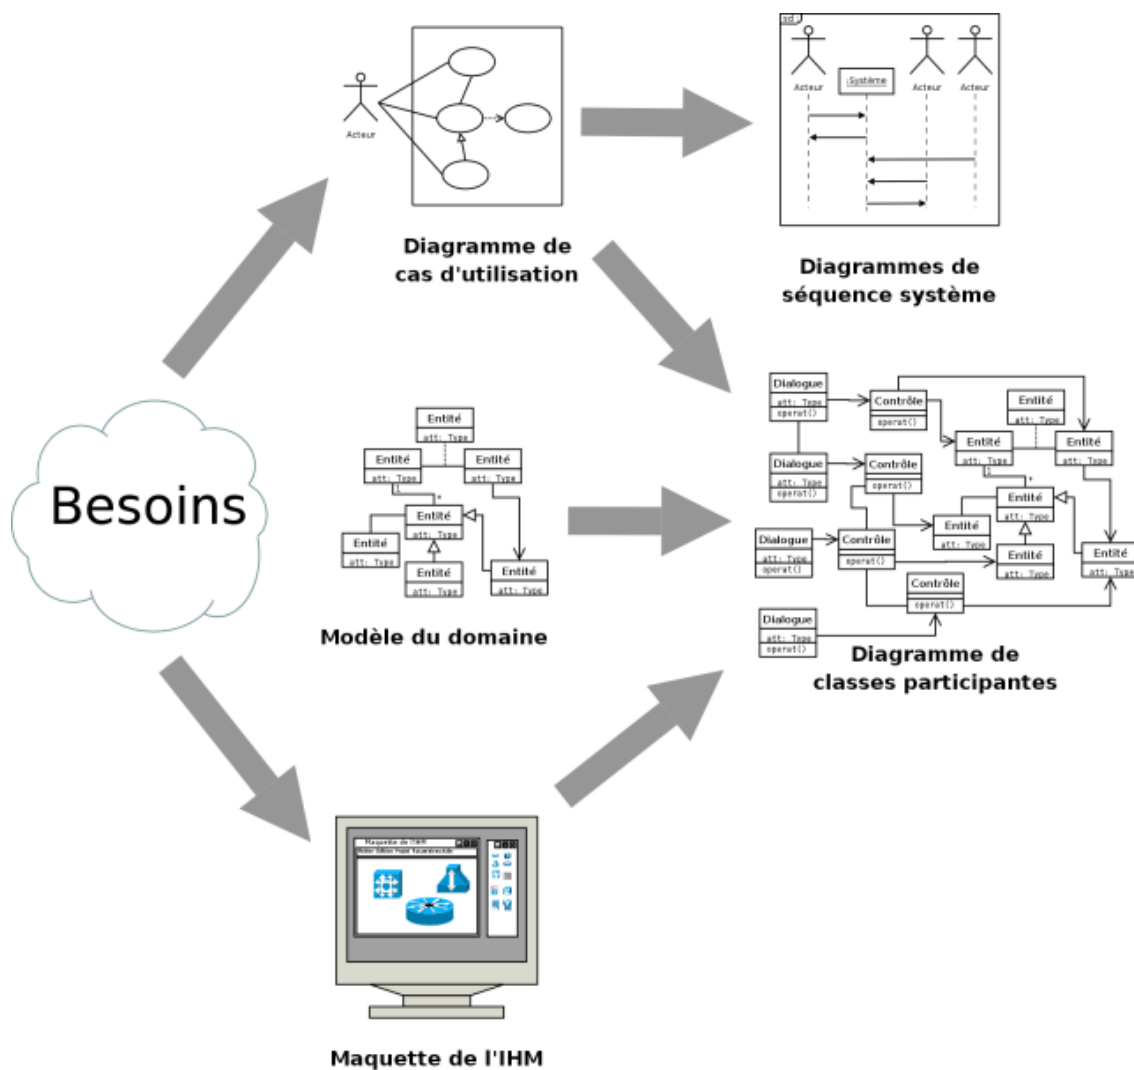 Acteur
Diagramme de
cas d'utilisation
sd
:Système
Acteur
Acteur
Acteur
Diagrammes de
séquence système
Besoins
Entité
att: Type
Entité
att: Type
Entité
att: Type
1
*
Entité
att: Type
Entité
att: Type
Entité
att: Type
Entité
att: Type
Modèle du domaine
Dialogue
att: Type
operat()
Contrôle
operat()
Entité
att: Type
Entité
att: Type
Entité
att: Type
Dialogue
att: Type
operat()
Contrôle
operat()
1
*
Entité
att: Type
Entité
att: Type
Dialogue
att: Type
operat()
Contrôle
operat()
Entité
att: Type
Entité
att: Type
Contrôle
operat()
Dialogue
att: Type
operat()
Diagramme de
classes participantes
Maquette de l'IHM
Maquette de l'IHM